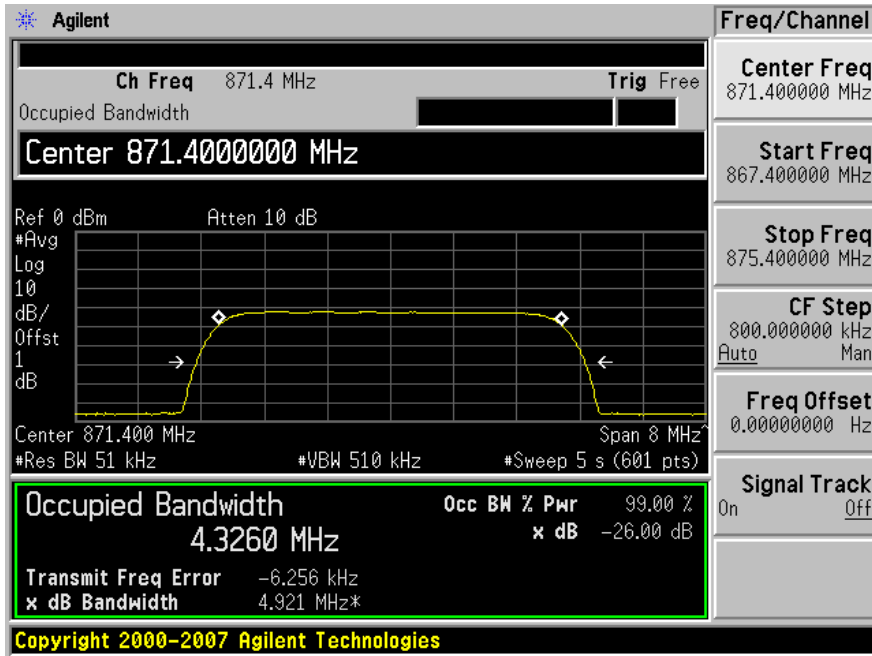 Agilent
Freq/Channel
Ch Freq 871.4 MHz Trig Free
Occupied Bandwidth
Center 871.4000000 MHz
Ref 0 dBm Atten 10 dB
#Avg
Log
10
dB/
Offst
1
dB
Center 871.400 MHz Span 8 MHz^
#Res BW 51 kHz #VBW 510 kHz #Sweep 5 s (601 pts)
Occupied Bandwidth
4.3260 MHz
Occ BW % Pwr 99.00 %
x dB -26.00 dB
Transmit Freq Error -6.256 kHz
x dB Bandwidth 4.921 MHz*
Copyright 2000-2007 Agilent Technologies
Center Freq
871.400000 MHz
Start Freq
867.400000 MHz
Stop Freq
875.400000 MHz
CF Step
800.000000 kHz
Auto Man
Freq Offset
0.00000000 Hz
Signal Track
On Off